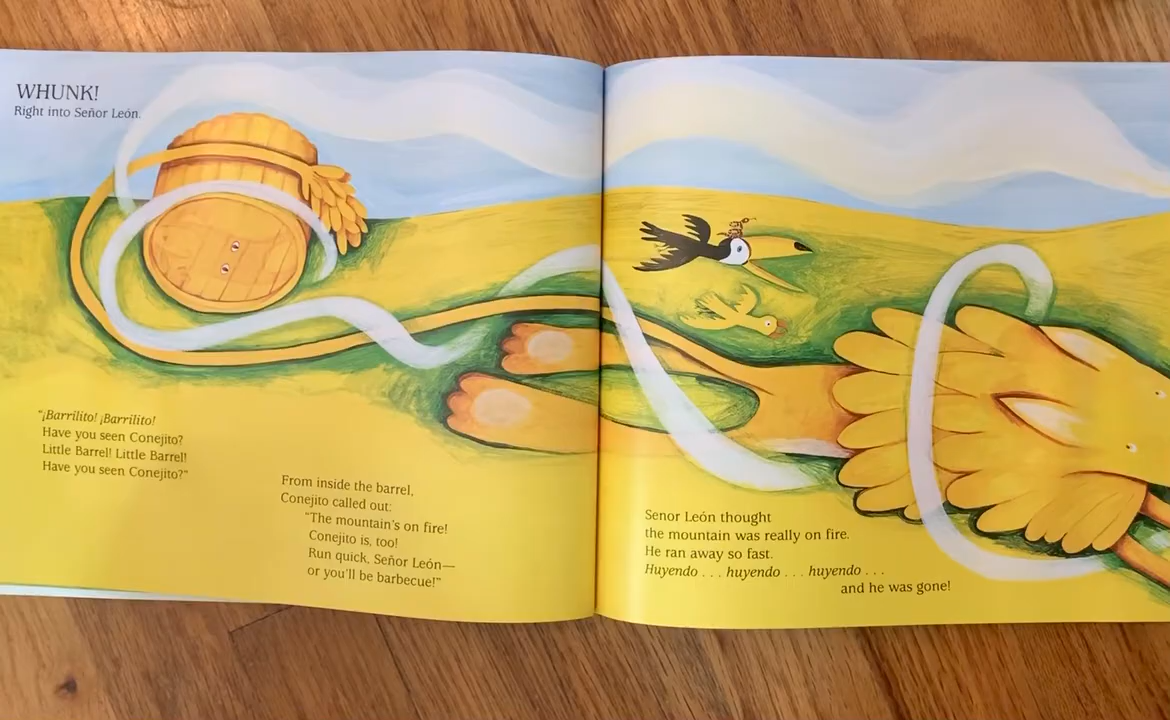 WHUNK!
Right into Señor León.
"¡Barrilito! ¡Barrilito!
Have you seen Conejito?
Little Barrel! Little Barrel!
Have you seen Conejito?"
From inside the barrel,
Conejito called out:
"The mountain's on fire!
Conejito is, too!
Run quick, Señor León—
or you'll be barbecue!"
Senor León thought
the mountain was really on fire.
He ran away so fast.
Huyendo . . . huyendo . . . huyendo . . .
and he was gone!